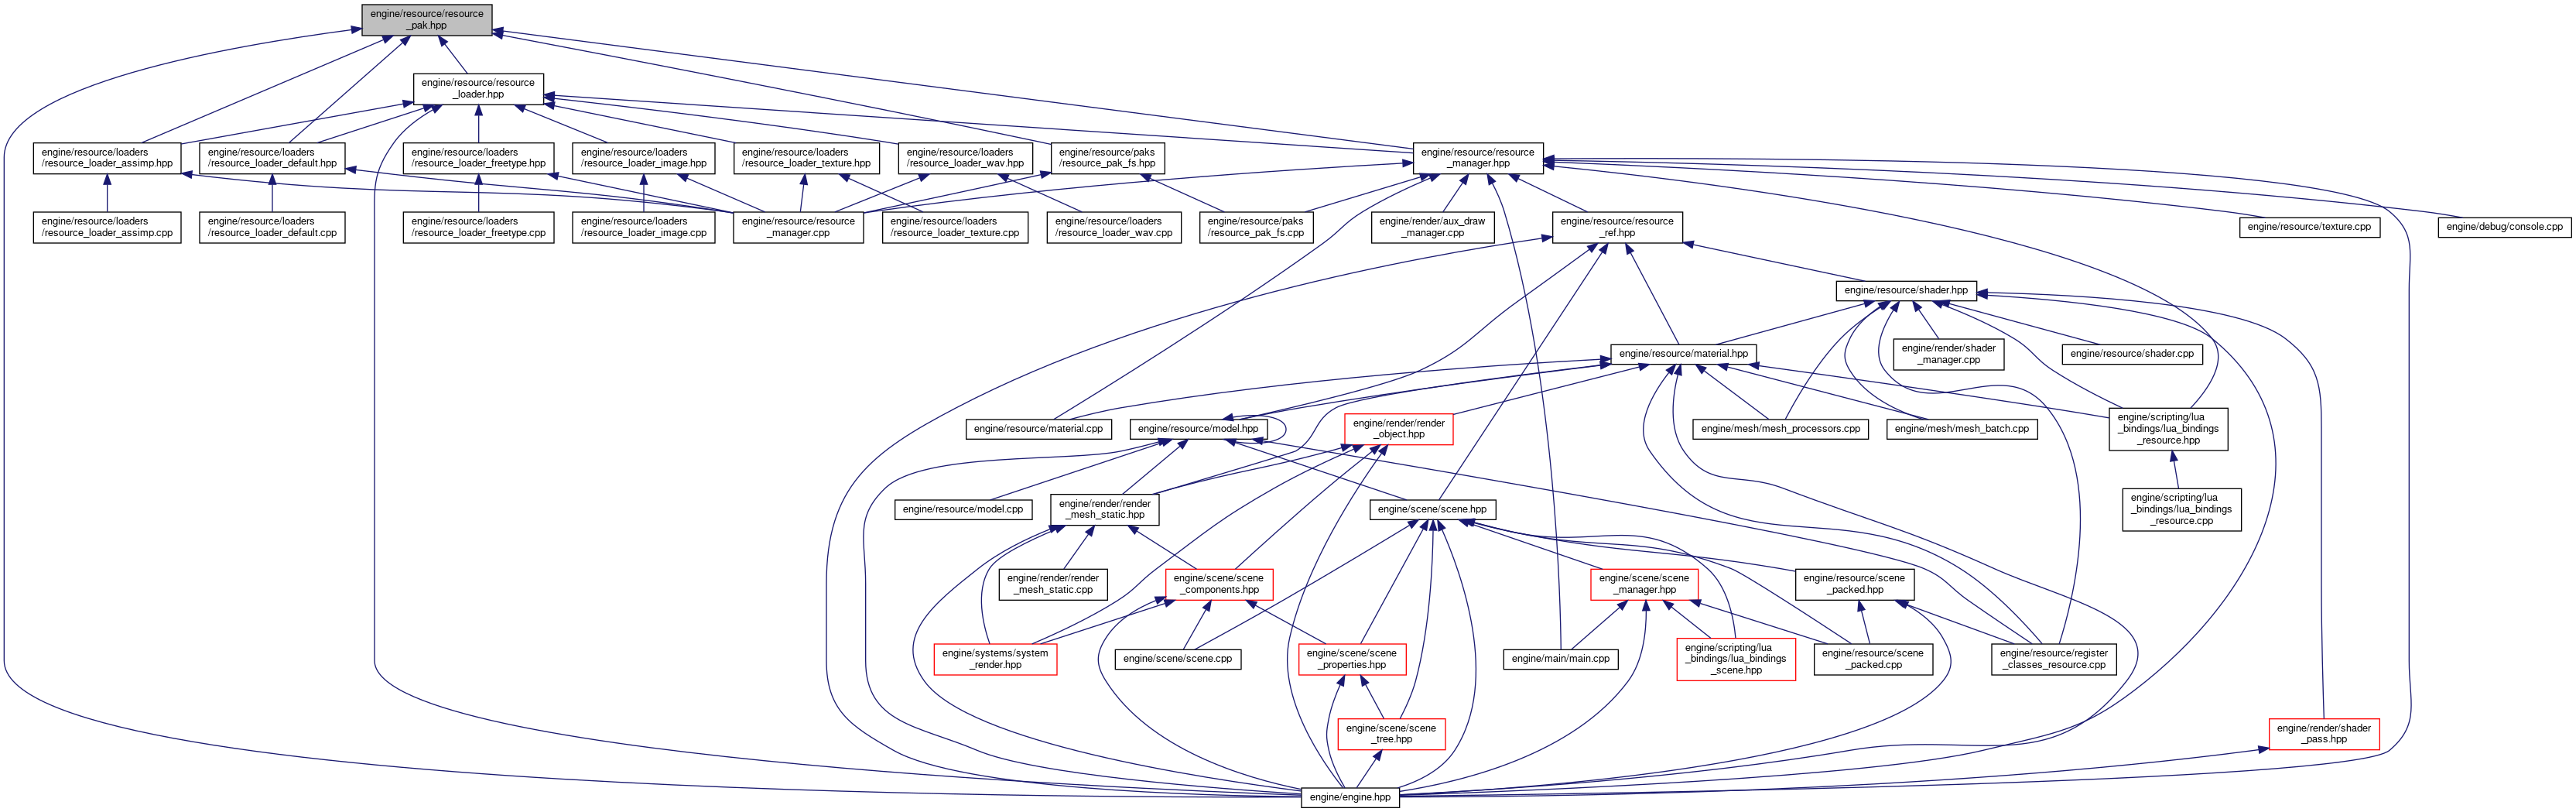 engine/resource/resource
_pak.hpp
engine/resource/resource
_loader.hpp
engine/resource/loaders
/resource_loader_assimp.hpp
engine/resource/loaders
/resource_loader_default.hpp
engine/resource/loaders
/resource_loader_freetype.hpp
engine/resource/loaders
/resource_loader_image.hpp
engine/resource/loaders
/resource_loader_texture.hpp
engine/resource/loaders
/resource_loader_wav.hpp
engine/resource/paks
/resource_pak_fs.hpp
engine/resource/resource
_manager.hpp
engine/resource/loaders
/resource_loader_assimp.cpp
engine/resource/loaders
/resource_loader_default.cpp
engine/resource/loaders
/resource_loader_freetype.cpp
engine/resource/loaders
/resource_loader_image.cpp
engine/resource/resource
_manager.cpp
engine/resource/loaders
/resource_loader_texture.cpp
engine/resource/loaders
/resource_loader_wav.cpp
engine/resource/paks
/resource_pak_fs.cpp
engine/render/aux_draw
_manager.cpp
engine/resource/resource
_ref.hpp
engine/resource/texture.cpp
engine/debug/console.cpp
engine/resource/shader.hpp
engine/resource/material.hpp
engine/render/shader
_manager.cpp
engine/resource/shader.cpp
engine/resource/material.cpp
engine/resource/model.hpp
engine/render/render
_object.hpp
engine/mesh/mesh_processors.cpp
engine/mesh/mesh_batch.cpp
engine/scripting/lua
_bindings/lua_bindings
_resource.hpp
engine/resource/model.cpp
engine/render/render
_mesh_static.hpp
engine/scene/scene.hpp
engine/scripting/lua
_bindings/lua_bindings
_resource.cpp
engine/render/render
_mesh_static.cpp
engine/scene/scene
_components.hpp
engine/scene/scene
_manager.hpp
engine/resource/scene
_packed.hpp
engine/systems/system
_render.hpp
engine/scene/scene.cpp
engine/scene/scene
_properties.hpp
engine/main/main.cpp
engine/scripting/lua
_bindings/lua_bindings
_scene.hpp
engine/resource/scene
_packed.cpp
engine/resource/register
_classes_resource.cpp
engine/scene/scene
_tree.hpp
engine/render/shader
_pass.hpp
engine/engine.hpp